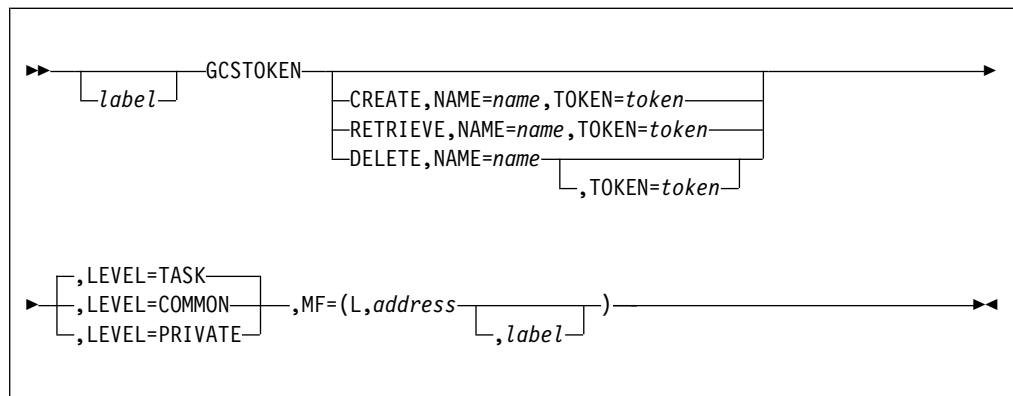 GCSTOKEN
label
CREATE,NAME=name,TOKEN=token
RETRIEVE,NAME=name,TOKEN=token
DELETE,NAME=name
,TOKEN=token
,LEVEL=TASK
,LEVEL=COMMON
,LEVEL=PRIVATE
,MF=(L,address
,label
)